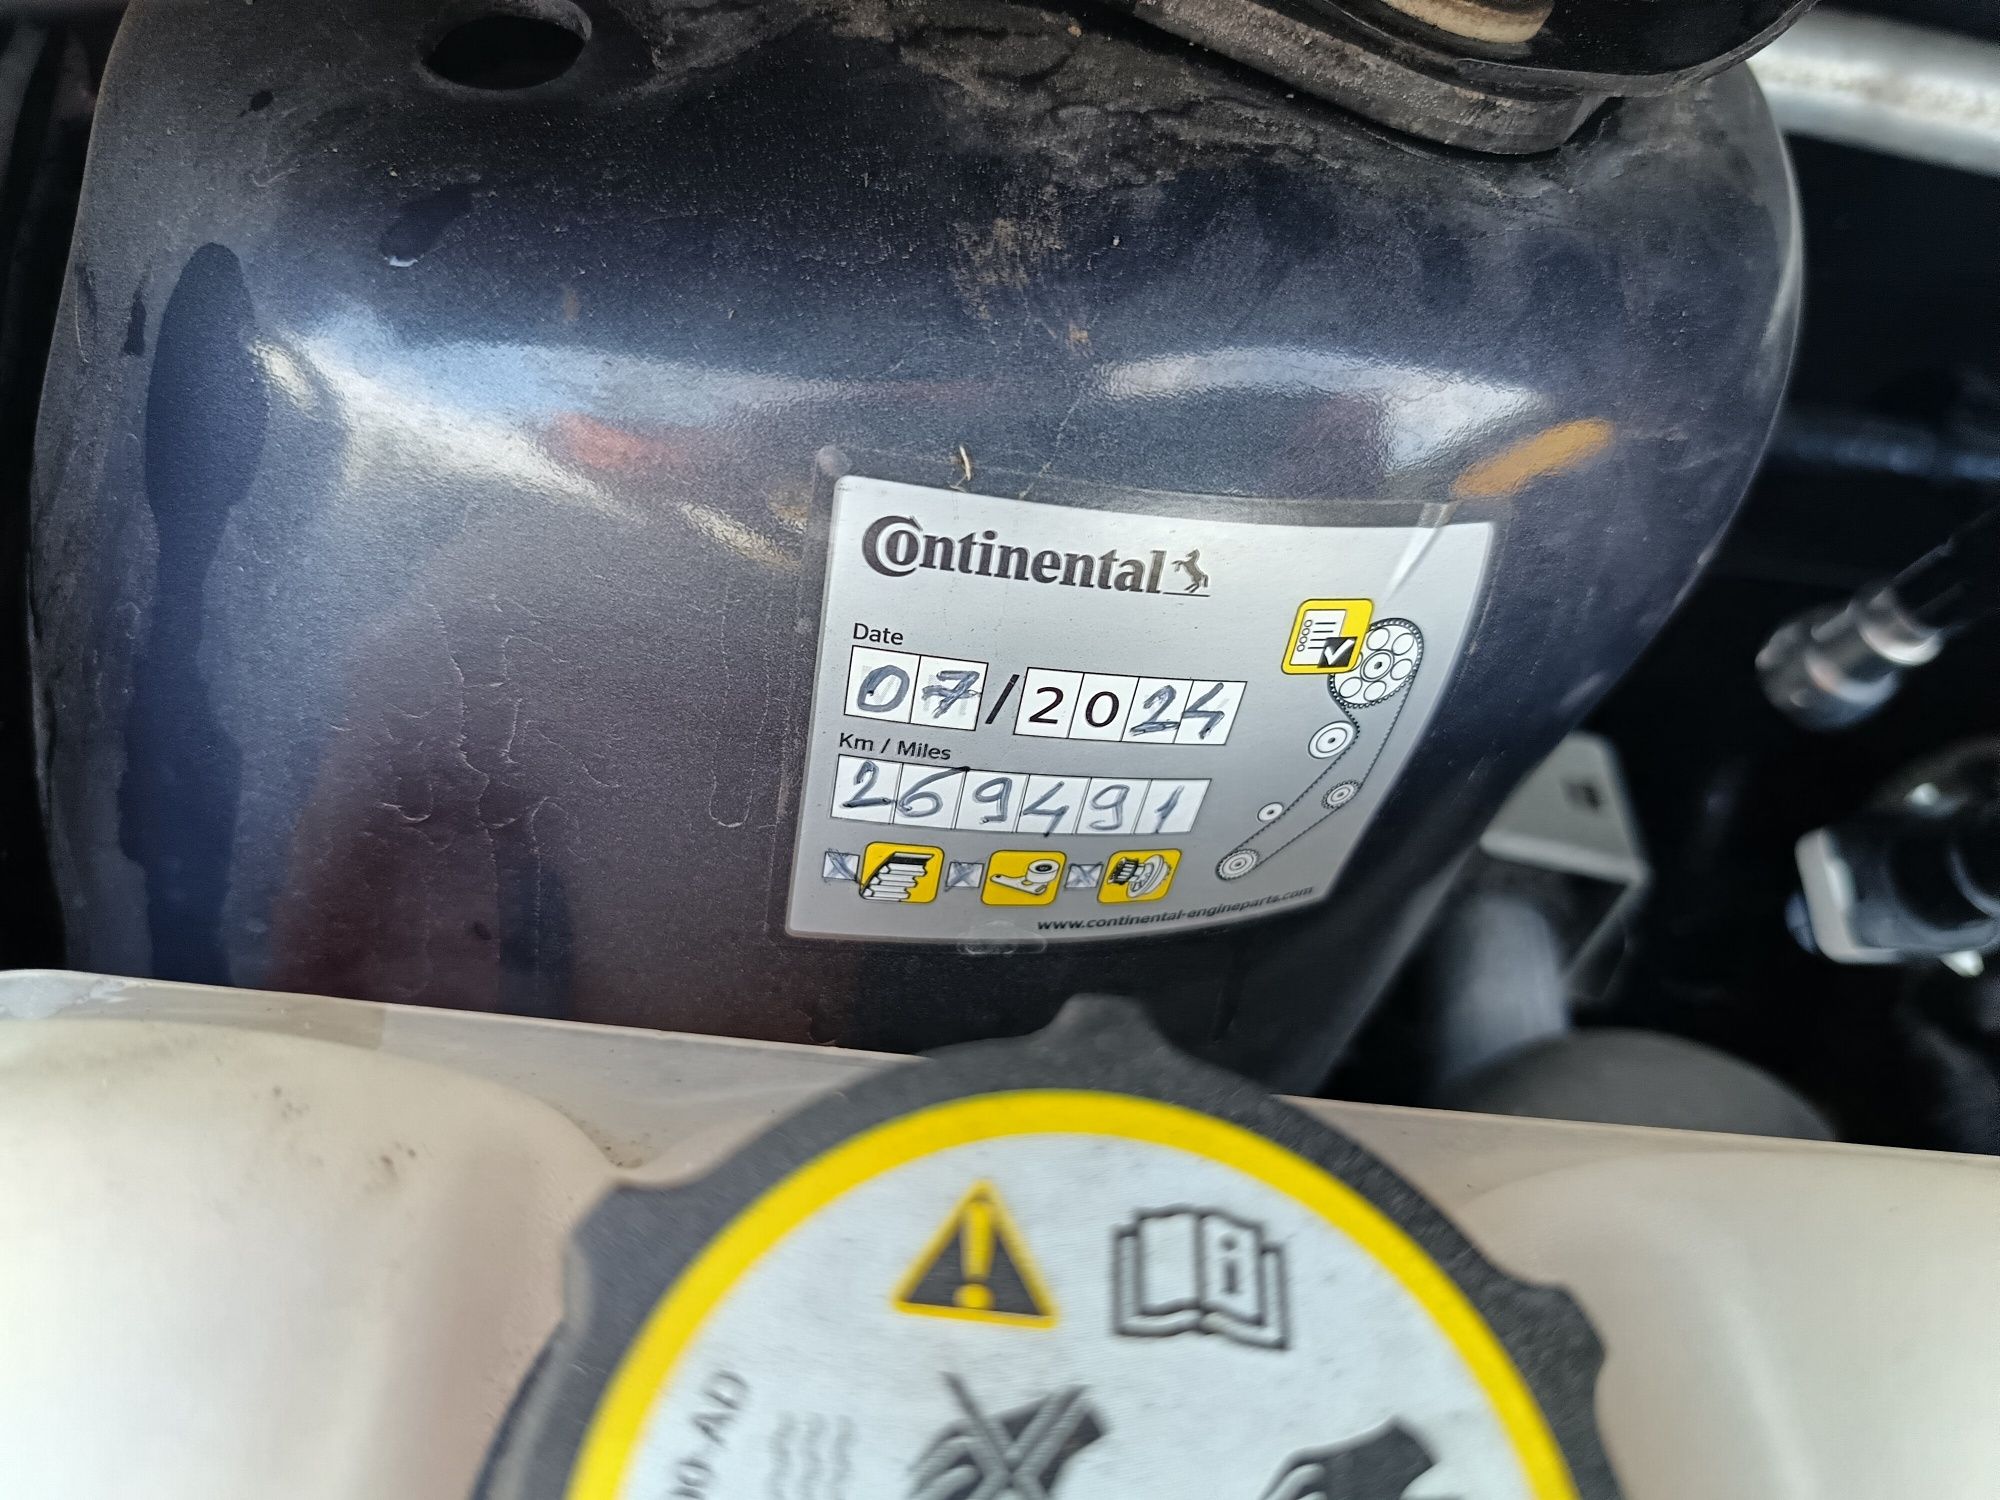 Continental
Date
07/2024
Km / Miles
269491
www.continental-engineparts.com